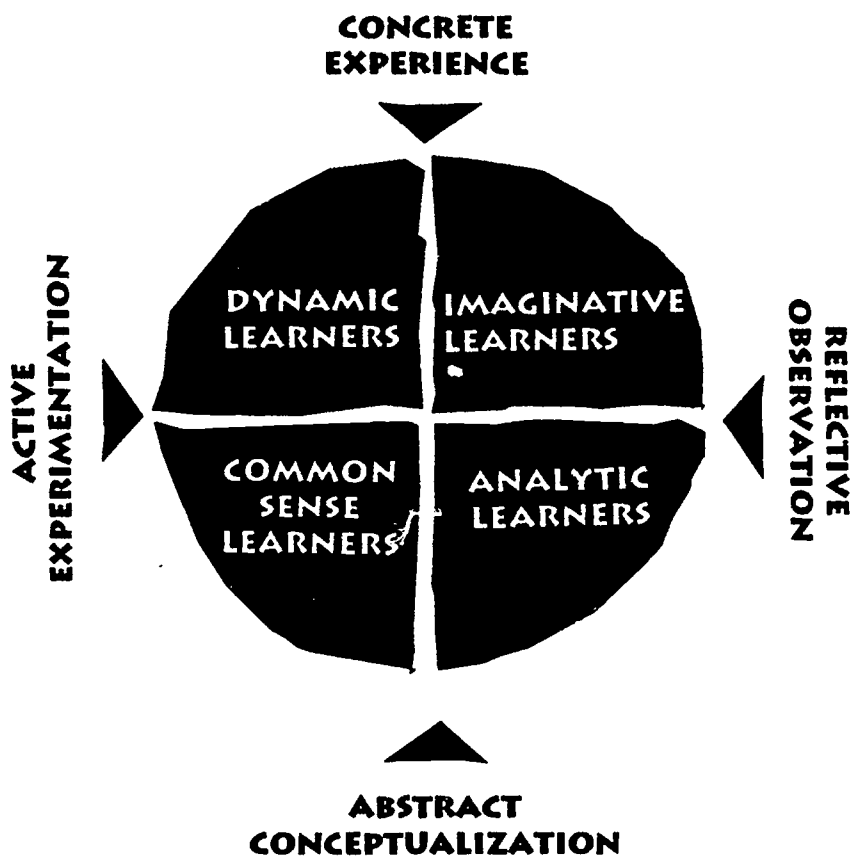 CONCRETE
EXPERIENCE
DYNAMIC
LEARNERS
IMAGINATIVE
LEARNERS
ACTIVE
EXPERIMENTATION
REFLECTIVE
OBSERVATION
COMMON
SENSE
LEARNERS
ANALYTIC
LEARNERS
ABSTRACT
CONCEPTUALIZATION